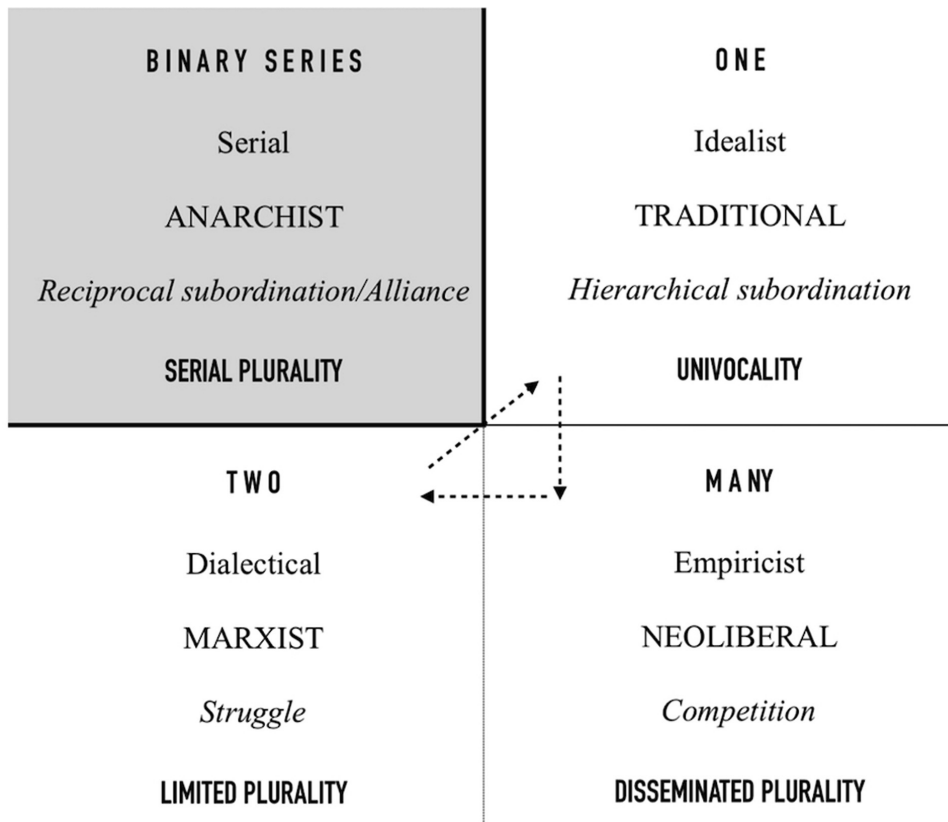 BINARY SERIES
Serial
ANARCHIST
Reciprocal subordination/Alliance
SERIAL PLURALITY
ONE
Idealist
TRADITIONAL
Hierarchical subordination
UNIVOCALITY
TWO
Dialectical
MARXIST
Struggle
LIMITED PLURALITY
MANY
Empiricist
NEOLIBERAL
Competition
DISSEMINATED PLURALITY